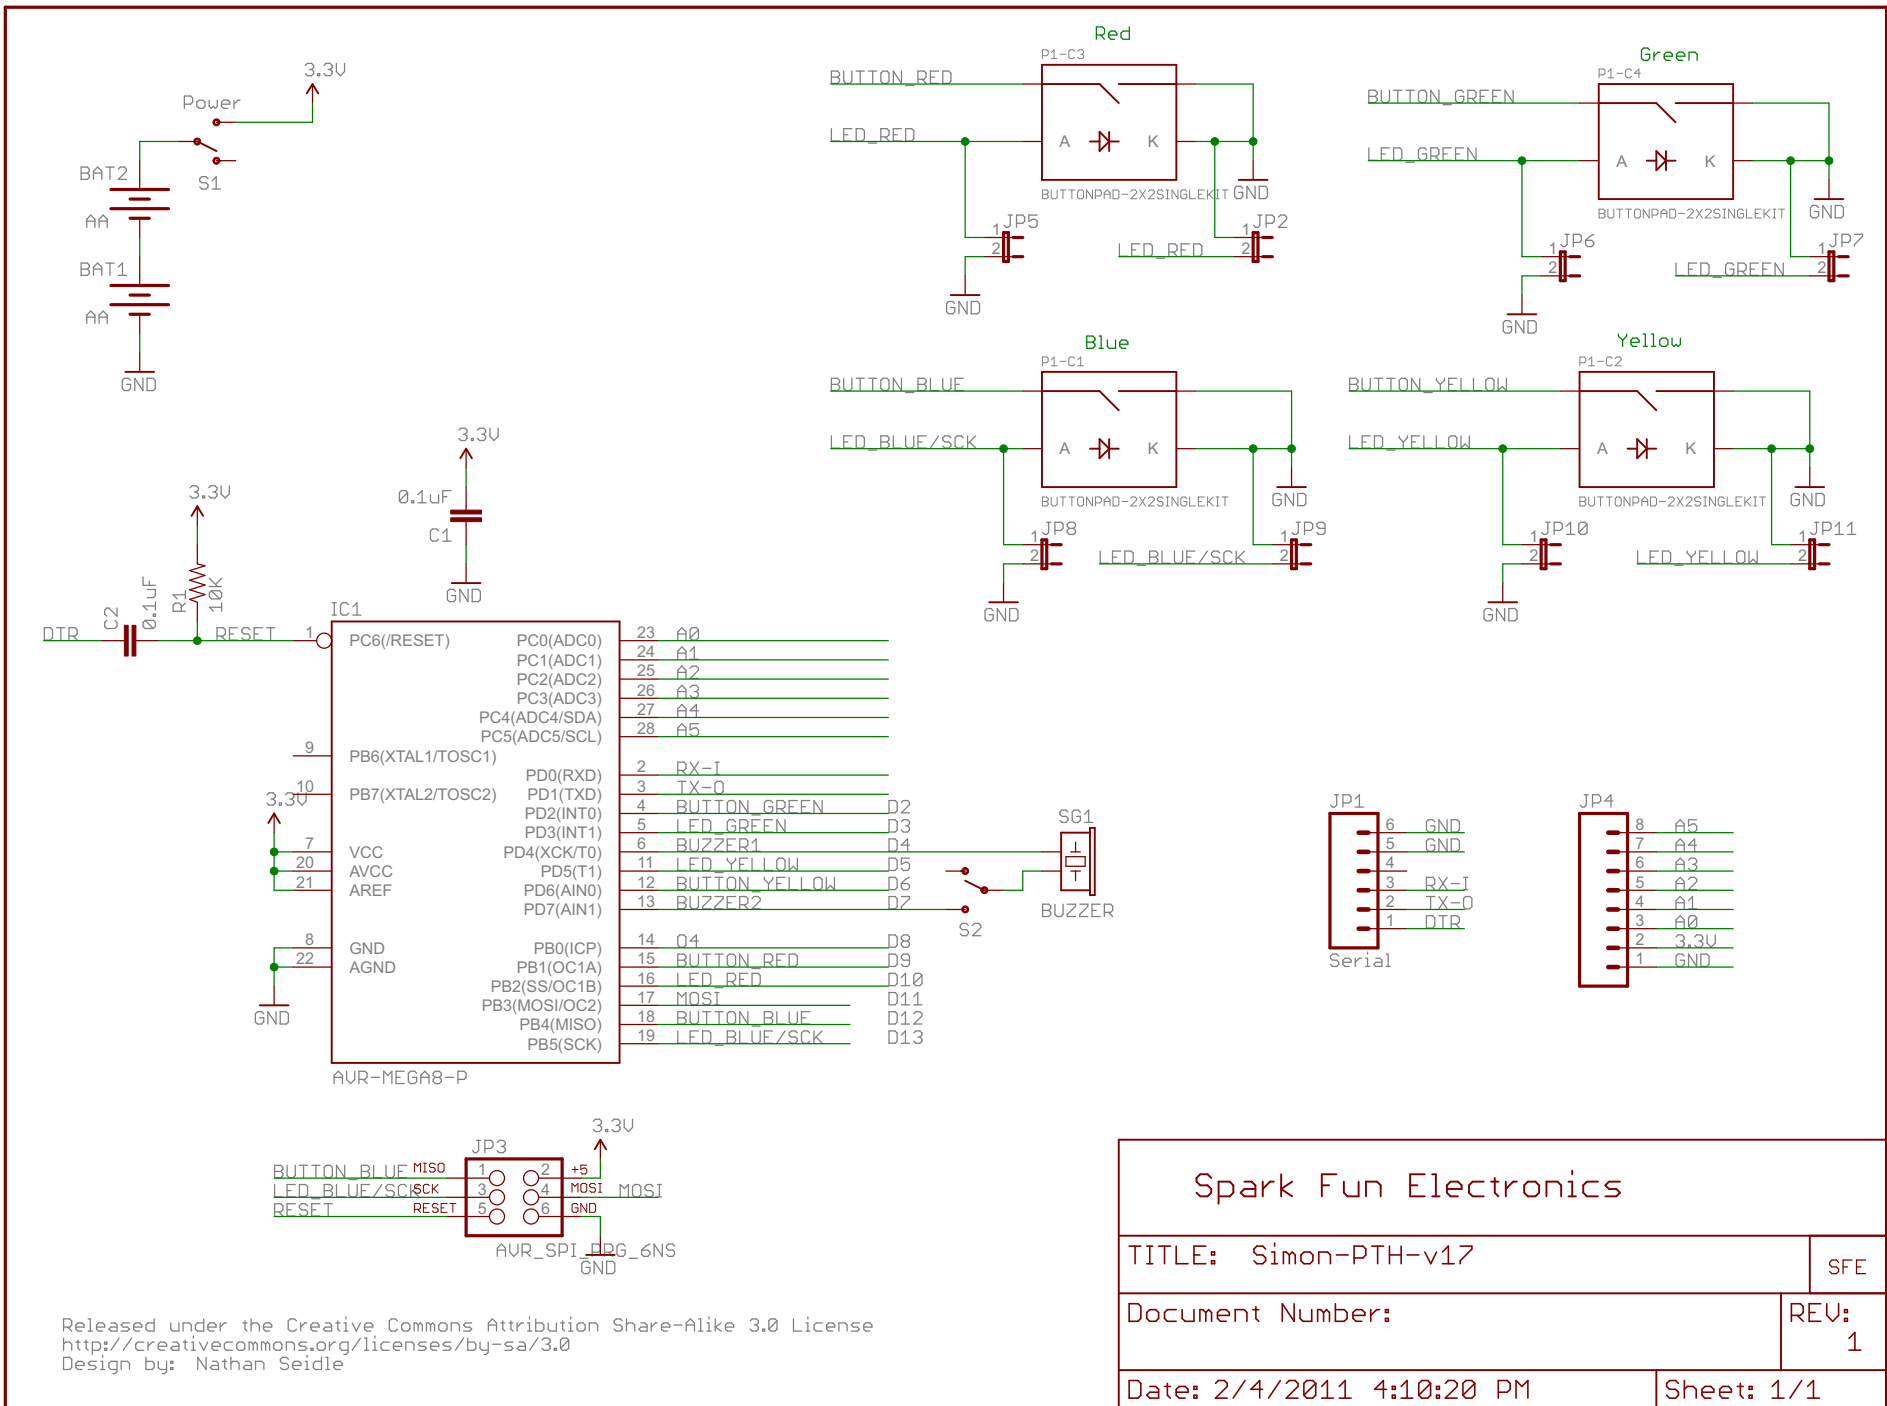 Red
P1-C3
BUTTON_RED
LED_RED
A K
BUTTONPAD-2X2SINGLEKIT
GND
1 JP5
2
GND
1 JP2
LED_RED 2
Green
P1-C4
BUTTON_GREEN
LED_GREEN
A K
BUTTONPAD-2X2SINGLEKIT
GND
1 JP6
2
GND
1 JP7
LED_GREEN 2
3.3V
Power
S1
BAT2
AA
BAT1
AA
GND
Blue
P1-C1
BUTTON_BLUE
LED_BLUE/SCK
A K
BUTTONPAD-2X2SINGLEKIT
GND
1 JP8
2
GND
1 JP9
LED_BLUE/SCK 2
Yellow
P1-C2
BUTTON_YELLOW
LED_YELLOW
A K
BUTTONPAD-2X2SINGLEKIT
GND
1 JP10
2
GND
1 JP11
LED_YELLOW 2
3.3V
0.1uF
C1
GND
3.3V
R1
10K
C2
0.1uF
DTR
RESET
IC1
1 PC6(/RESET)
9 PB6(XTAL1/TOSC1)
10 PB7(XTAL2/TOSC2)
3.3V
7 VCC
20 AVCC
21 AREF
8 GND
22 AGND
GND
PC0(ADC0) 23 A0
PC1(ADC1) 24 A1
PC2(ADC2) 25 A2
PC3(ADC3) 26 A3
PC4(ADC4/SDA) 27 A4
PC5(ADC5/SCL) 28 A5
PD0(RXD) 2 RX-I
PD1(TXD) 3 TX-O
PD2(INT0) 4 BUTTON_GREEN D2
PD3(INT1) 5 LED_GREEN D3
PD4(XCK/T0) 6 BUZZER1 D4
PD5(T1) 11 LED_YELLOW D5
PD6(AIN0) 12 BUTTON_YELLOW D6
PD7(AIN1) 13 BUZZER2 D7
PB0(ICP) 14 O4 D8
PB1(OC1A) 15 BUTTON_RED D9
PB2(SS/OC1B) 16 LED_RED D10
PB3(MOSI/OC2) 17 MOSI D11
PB4(MISO) 18 BUTTON_BLUE D12
PB5(SCK) 19 LED_BLUE/SCK D13
AVR-MEGA8-P
S2
SG1
BUZZER
JP1
6 GND
5 GND
4
3 RX-I
2 TX-O
1 DTR
Serial
JP4
8 A5
7 A4
6 A3
5 A2
4 A1
3 A0
2 3.3V
1 GND
3.3V
JP3
BUTTON_BLUE MISO 1 2 +5
LED_BLUE/SCK SCK 3 4 MOSI MOSI
RESET RESET 5 6 GND
AVR_SPI_PRG_6NS
GND
Spark Fun Electronics
TITLE: Simon-PTH-v17
SFE
Document Number:
REV:
1
Date: 2/4/2011 4:10:20 PM
Sheet: 1/1
Released under the Creative Commons Attribution Share-Alike 3.0 License
http://creativecommons.org/licenses/by-sa/3.0
Design by: Nathan Seidle